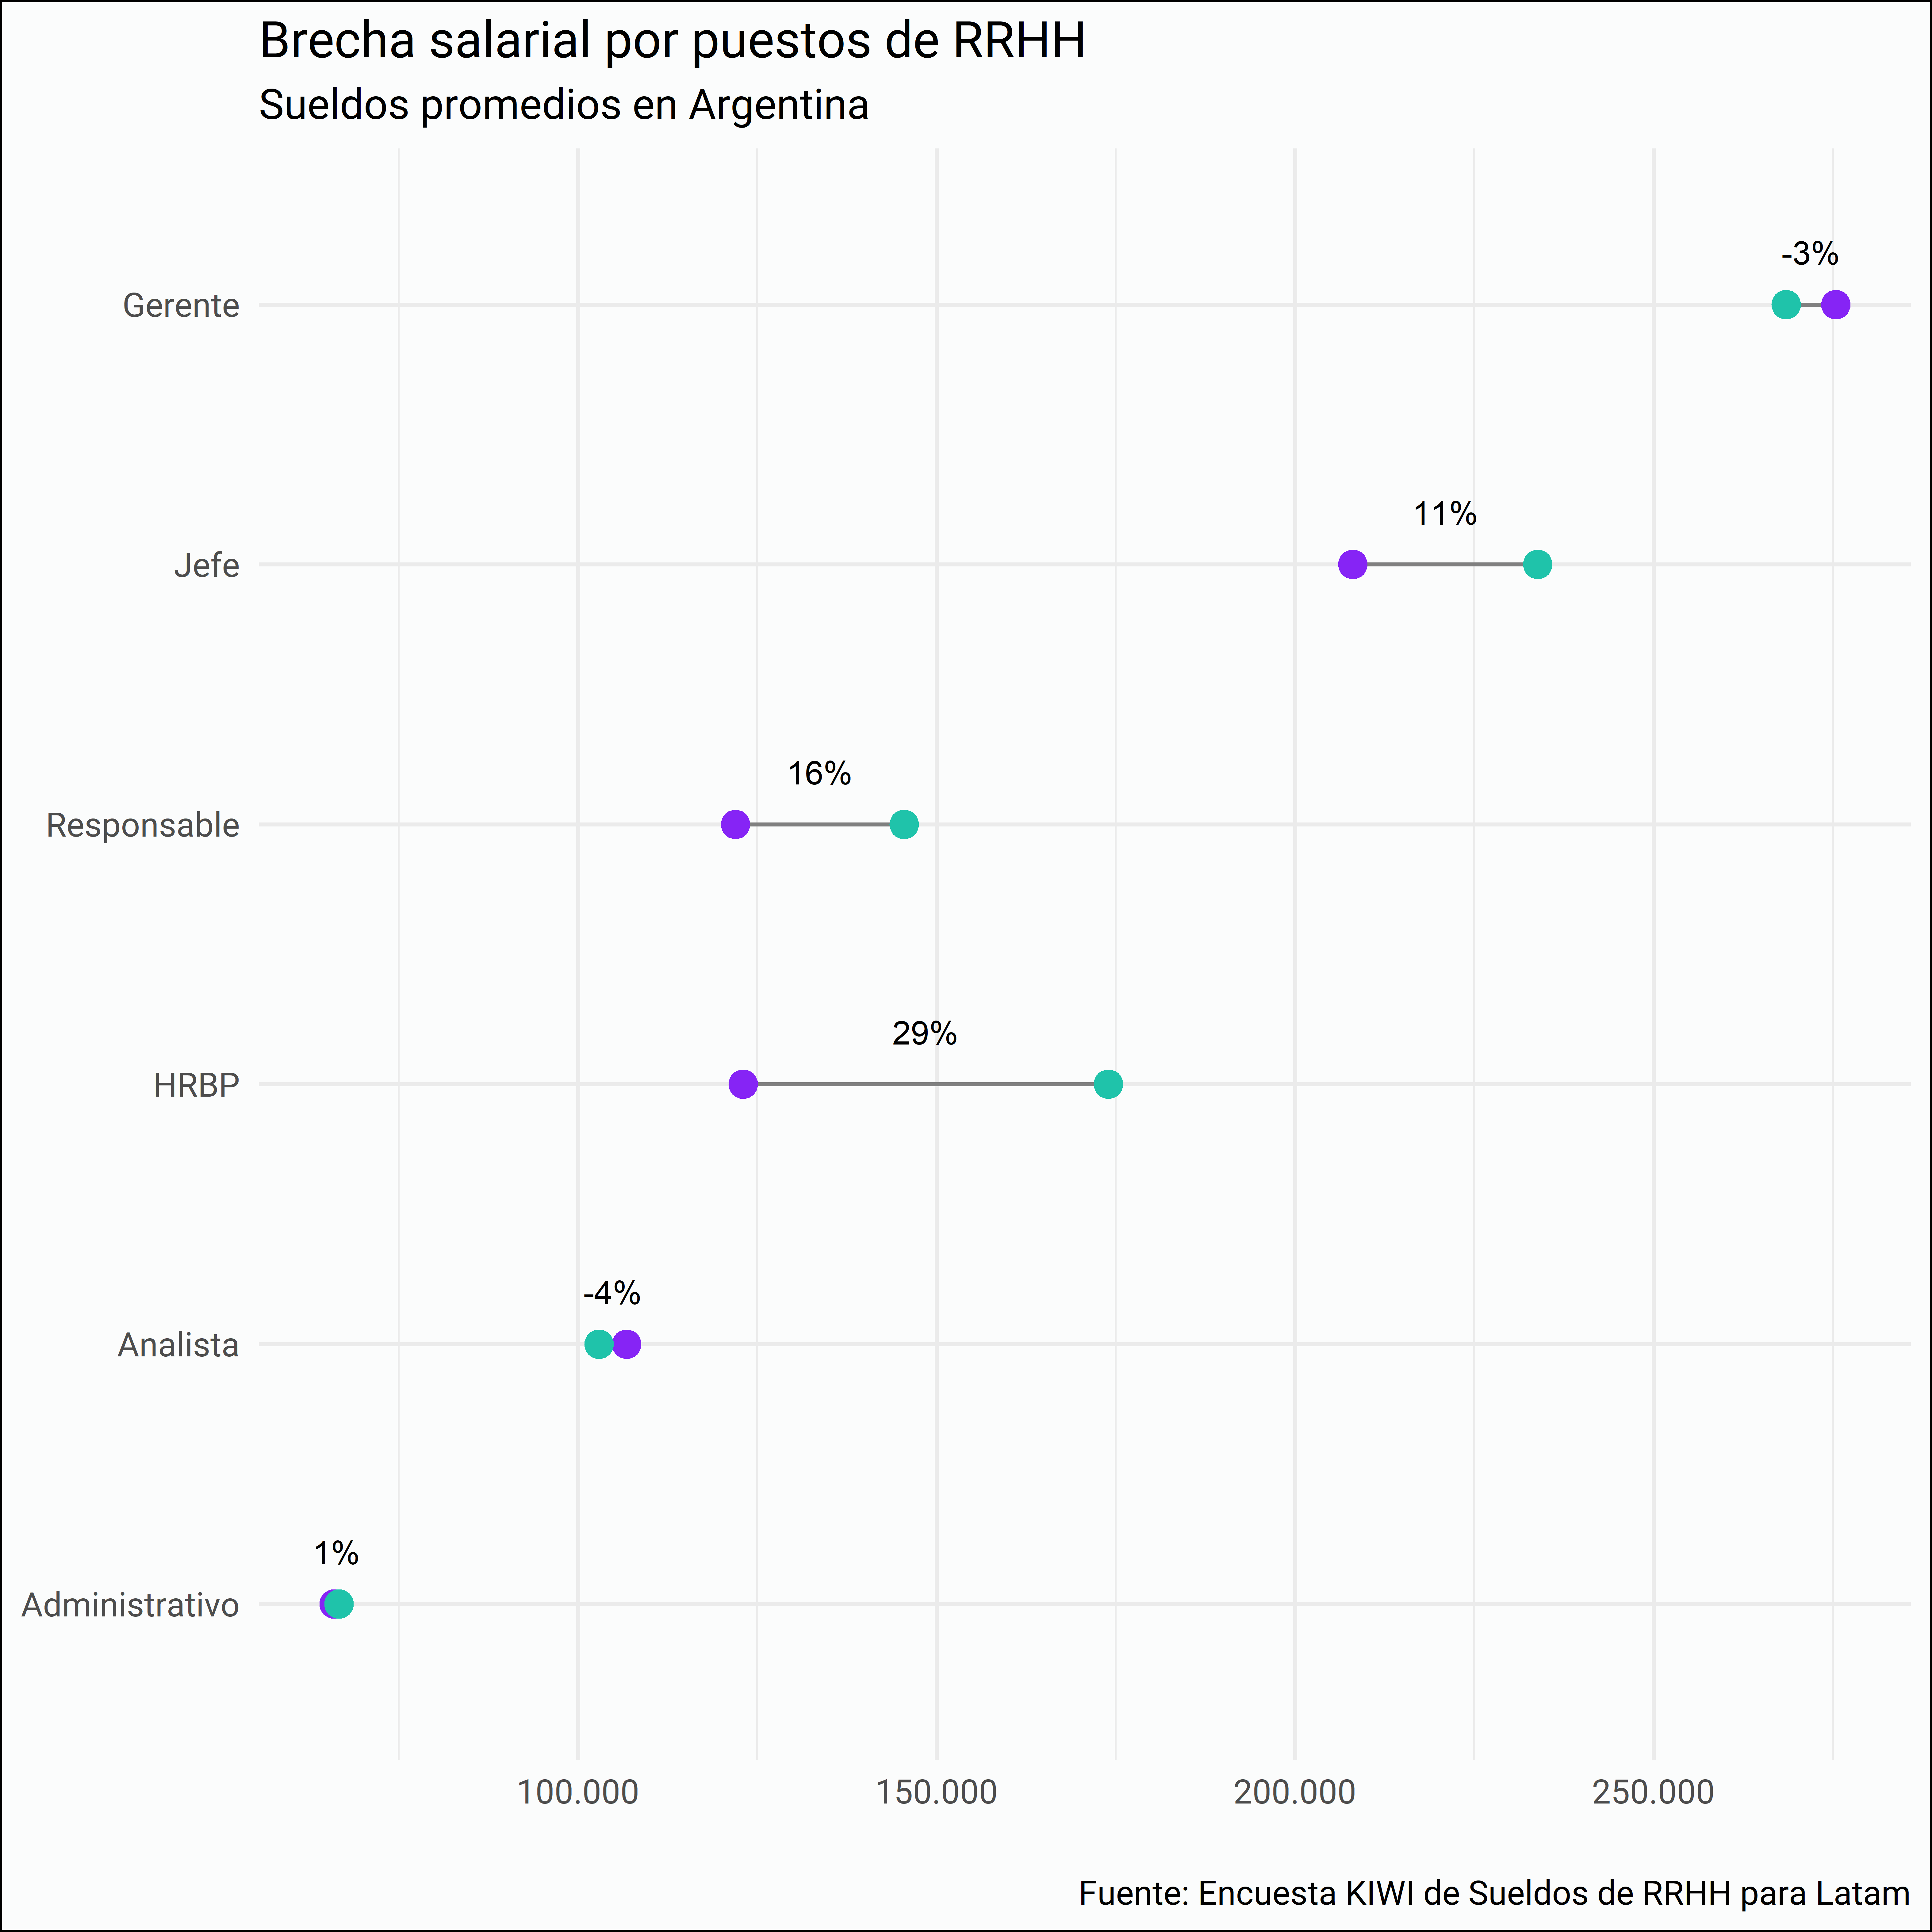 Brecha salarial por puestos de RRHH
Sueldos promedios en Argentina
-3%
Gerente
11%
Jefe
16%
Responsable
29%
HRBP
-4%
Analista
1%
Administrativo
100.000 150.000 200.000 250.000
Fuente: Encuesta KIWI de Sueldos de RRHH para Latam